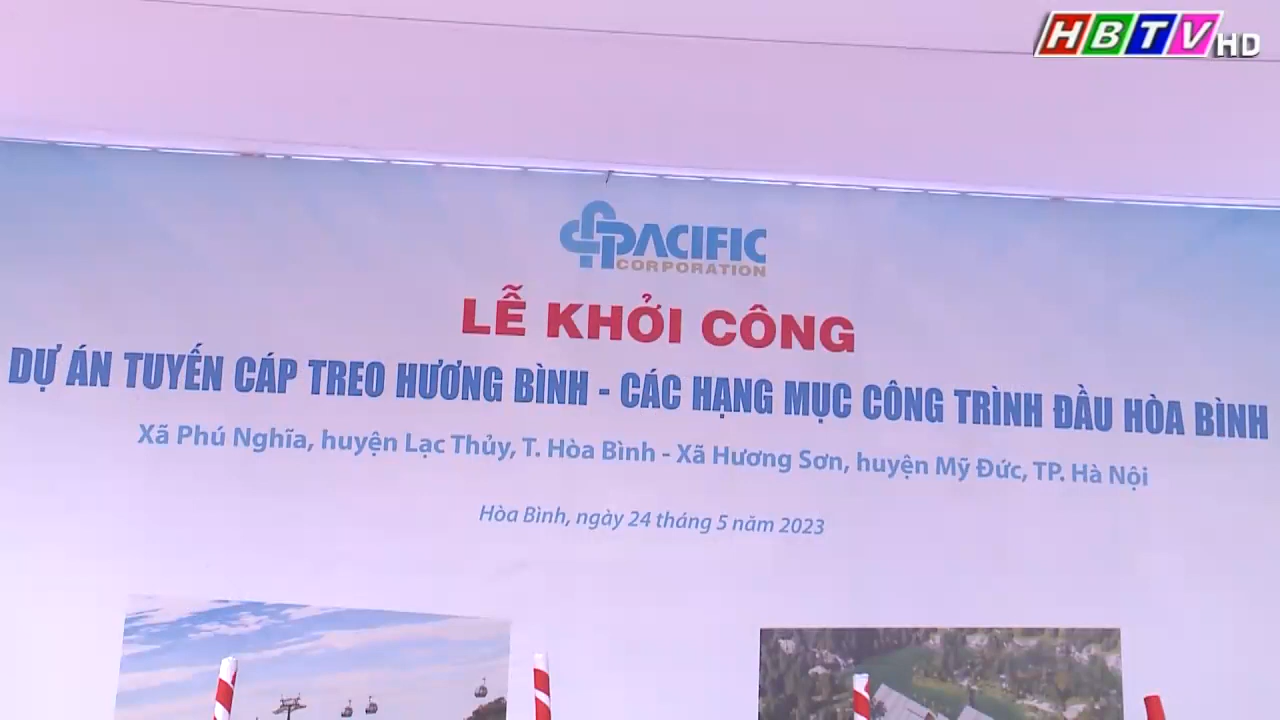 HBTV HD
PACIFIC
CORPORATION
LỄ KHỞI CÔNG
DỰ ÁN TUYẾN CÁP TREO HƯƠNG BÌNH - CÁC HẠNG MỤC CÔNG TRÌNH ĐẦU HÒA BÌNH
Xã Phú Nghĩa, huyện Lạc Thủy, T. Hòa Bình - Xã Hương Sơn, huyện Mỹ Đức, TP. Hà Nội
Hòa Bình, ngày 24 tháng 5 năm 2023